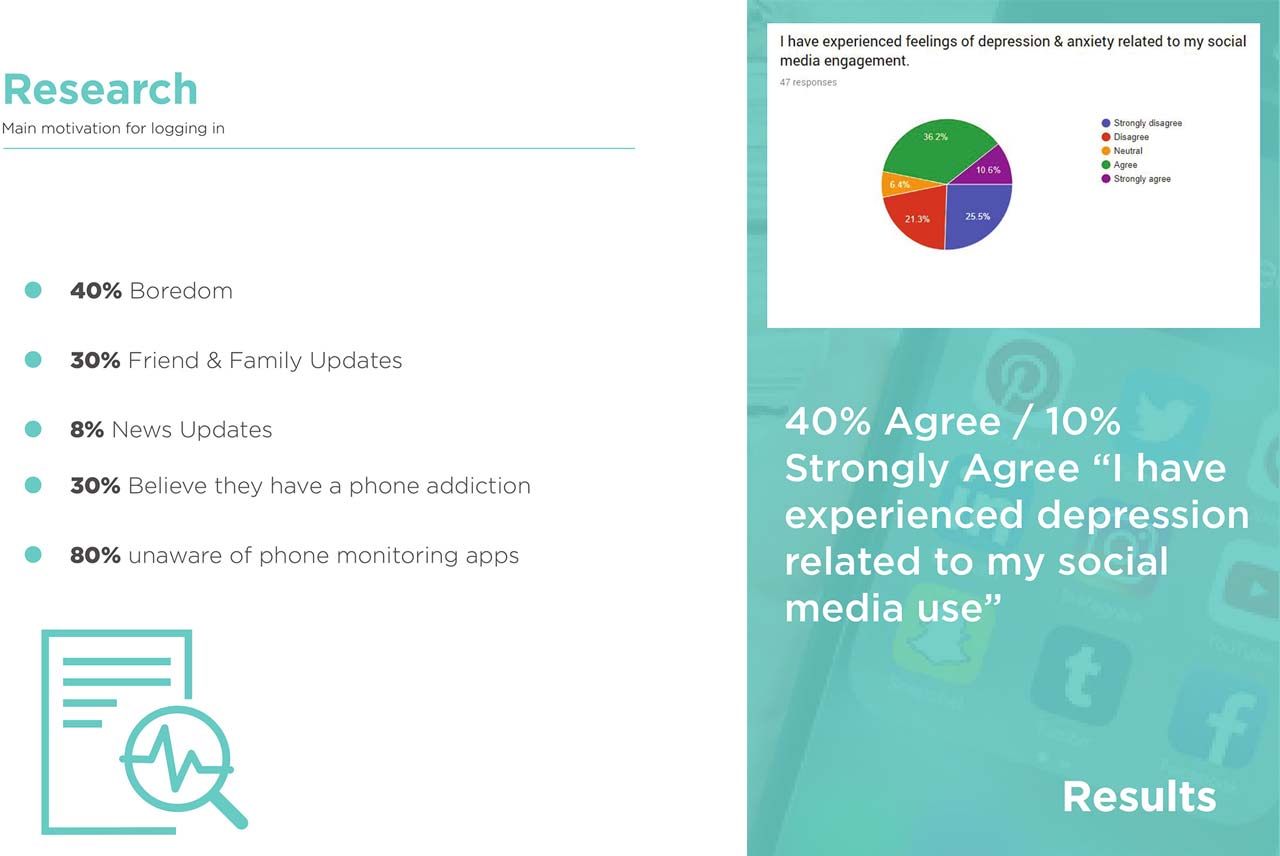 Research
Main motivation for logging in
40% Boredom
30% Friend & Family Updates
8% News Updates
30% Believe they have a phone addiction
80% unaware of phone monitoring apps
I have experienced feelings of depression & anxiety related to my social
media engagement.
47 responses
36.2%
10.6%
6.4%
21.3%
25.5%
Strongly disagree
Disagree
Neutral
Agree
Strongly agree
40% Agree / 10%
Strongly Agree “I have
experienced depression
related to my social
media use”
Results